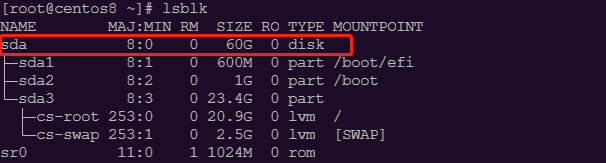 [root@centos8 ~]# lsblk
NAME        MAJ:MIN RM  SIZE RO TYPE MOUNTPOINT
sda           8:0    0   60G  0 disk
├─sda1        8:1    0  600M  0 part /boot/efi
├─sda2        8:2    0    1G  0 part /boot
└─sda3        8:3    0 23.4G  0 part
  ├─cs-root 253:0    0 20.9G  0 lvm  /
  └─cs-swap 253:1    0  2.5G  0 lvm  [SWAP]
sr0          11:0    1 1024M  0 rom